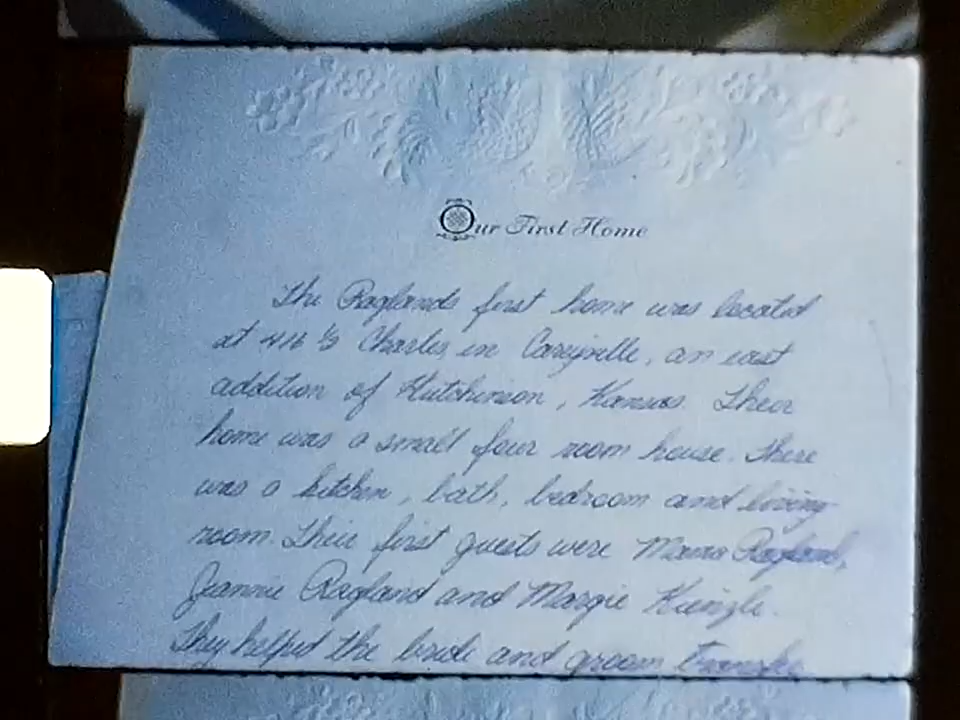 Our First Home
The Raglands first home was located
at 416 ½ Charles in Careyville, an east
addition of Hutchinson, Kansas. Their
home was a small four room house. There
was a kitchen, bath, bedroom and living
room. Their first guests were Mama Ragland,
Jeannie Ragland and Margie Kienzle.
They helped the bride and groom